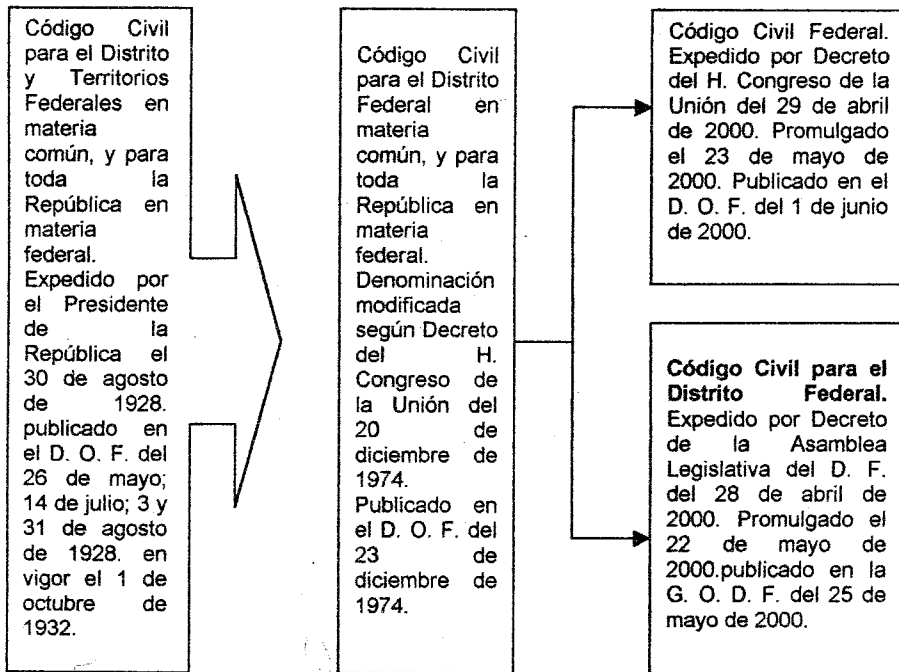 Código Civil
para el Distrito
y Territorios
Federales en
materia
común, y para
toda la
República en
materia
federal.
Expedido por
el Presidente
de la
República el
30 de agosto
de 1928.
publicado en
el D. O. F. del
26 de mayo;
14 de julio; 3 y
31 de agosto
de 1928. en
vigor el 1 de
octubre de
1932.
Código Civil
para el Distrito
Federal en
materia
común, y para
toda la
República en
materia
federal.
Denominación
modificada
según Decreto
del H.
Congreso de
la Unión del
20 de
diciembre de
1974.
Publicado en
el D. O. F. del
23 de
diciembre de
1974.
Código Civil Federal.
Expedido por Decreto
del H. Congreso de la
Unión del 29 de abril
de 2000. Promulgado
el 23 de mayo de
2000. Publicado en el
D. O. F. del 1 de junio
de 2000.
Código Civil para el
Distrito Federal.
Expedido por Decreto
de la Asamblea
Legislativa del D. F.
del 28 de abril de
2000. Promulgado el
22 de mayo de
2000.publicado en la
G. O. D. F. del 25 de
mayo de 2000.